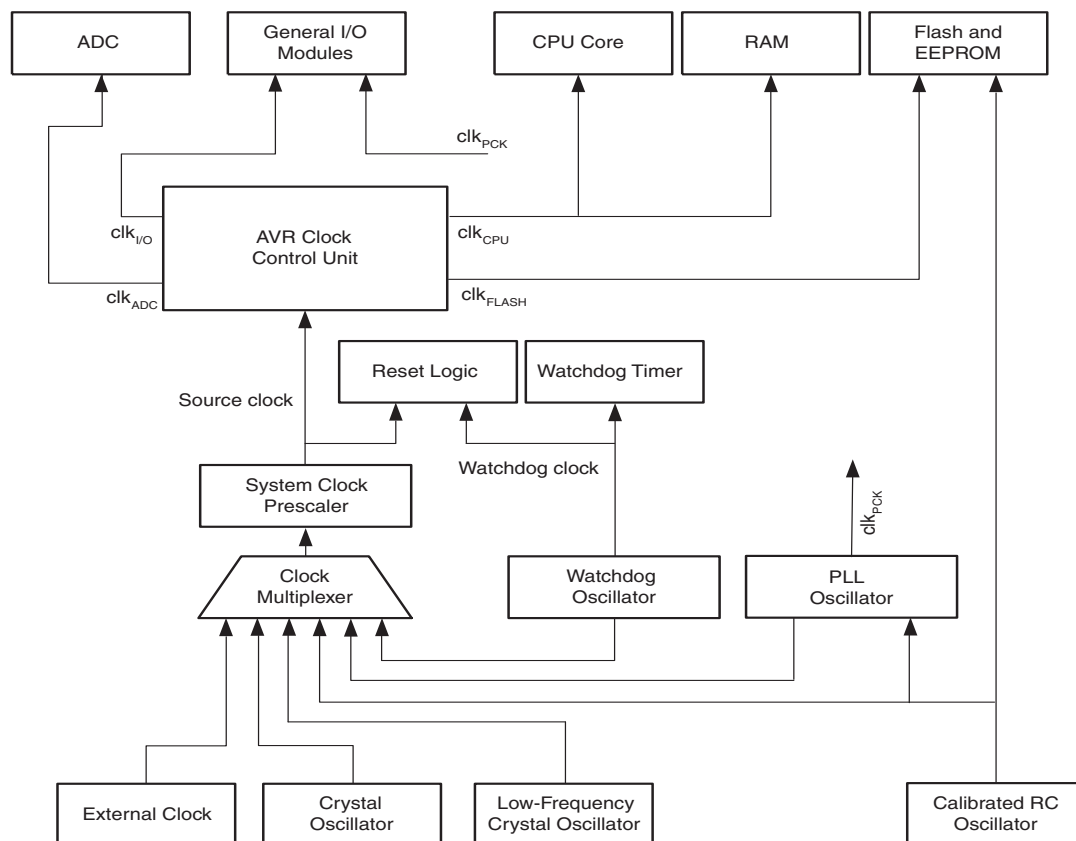 ADC
General I/O
Modules
CPU Core
RAM
Flash and
EEPROM
clkPCK
clkI/O
AVR Clock
Control Unit
clkCPU
clkADC
clkFLASH
Reset Logic
Watchdog Timer
Source clock
Watchdog clock
System Clock
Prescaler
clkPCK
Clock
Multiplexer
Watchdog
Oscillator
PLL
Oscillator
External Clock
Crystal
Oscillator
Low-Frequency
Crystal Oscillator
Calibrated RC
Oscillator